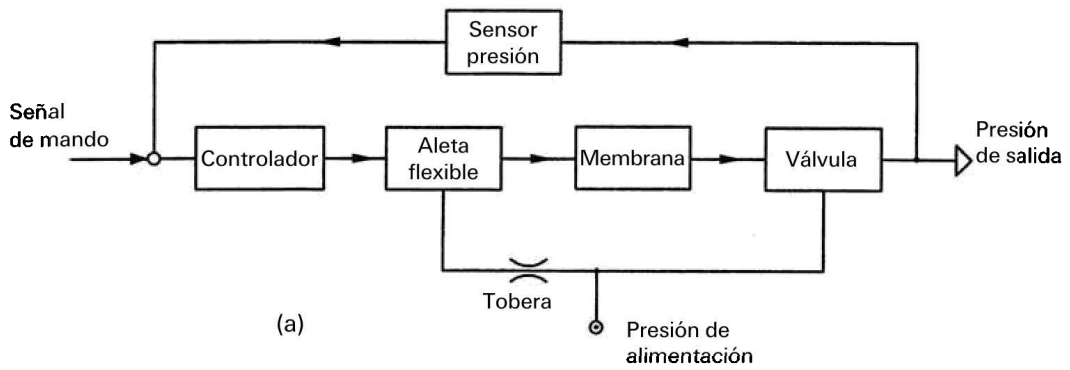 Sensor
presión
Señal
de mando
Controlador
Aleta
flexible
Membrana
Válvula
Presión
de salida
Tobera
(a)
Presión de
alimentación